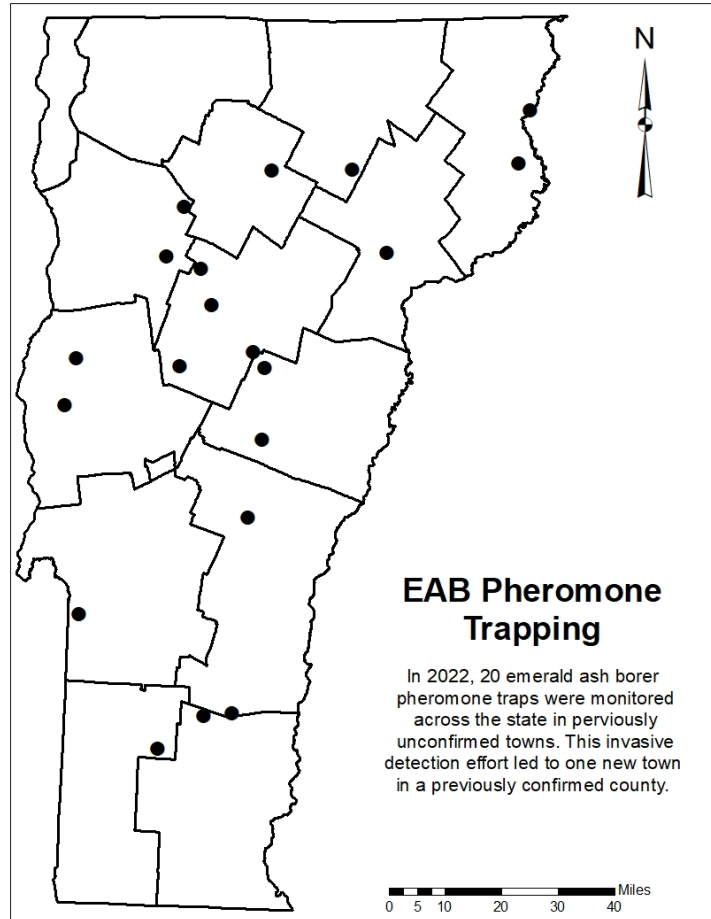 N
EAB Pheromone
Trapping
In 2022, 20 emerald ash borer
pheromone traps were monitored
across the state in perviously
unconfirmed towns. This invasive
detection effort led to one new town
in a previously confirmed county.
Miles
0 5 10 20 30 40